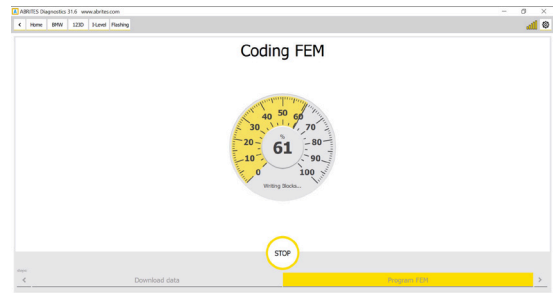 ABRITES Diagnostics 31.6 www.abrites.com
Home BMW 123D I-Level Flashing
Coding FEM
0 10 20 30 40 50 60 70 80 90 100
%
61
Writing Blocks...
STOP
Download data Program FEM